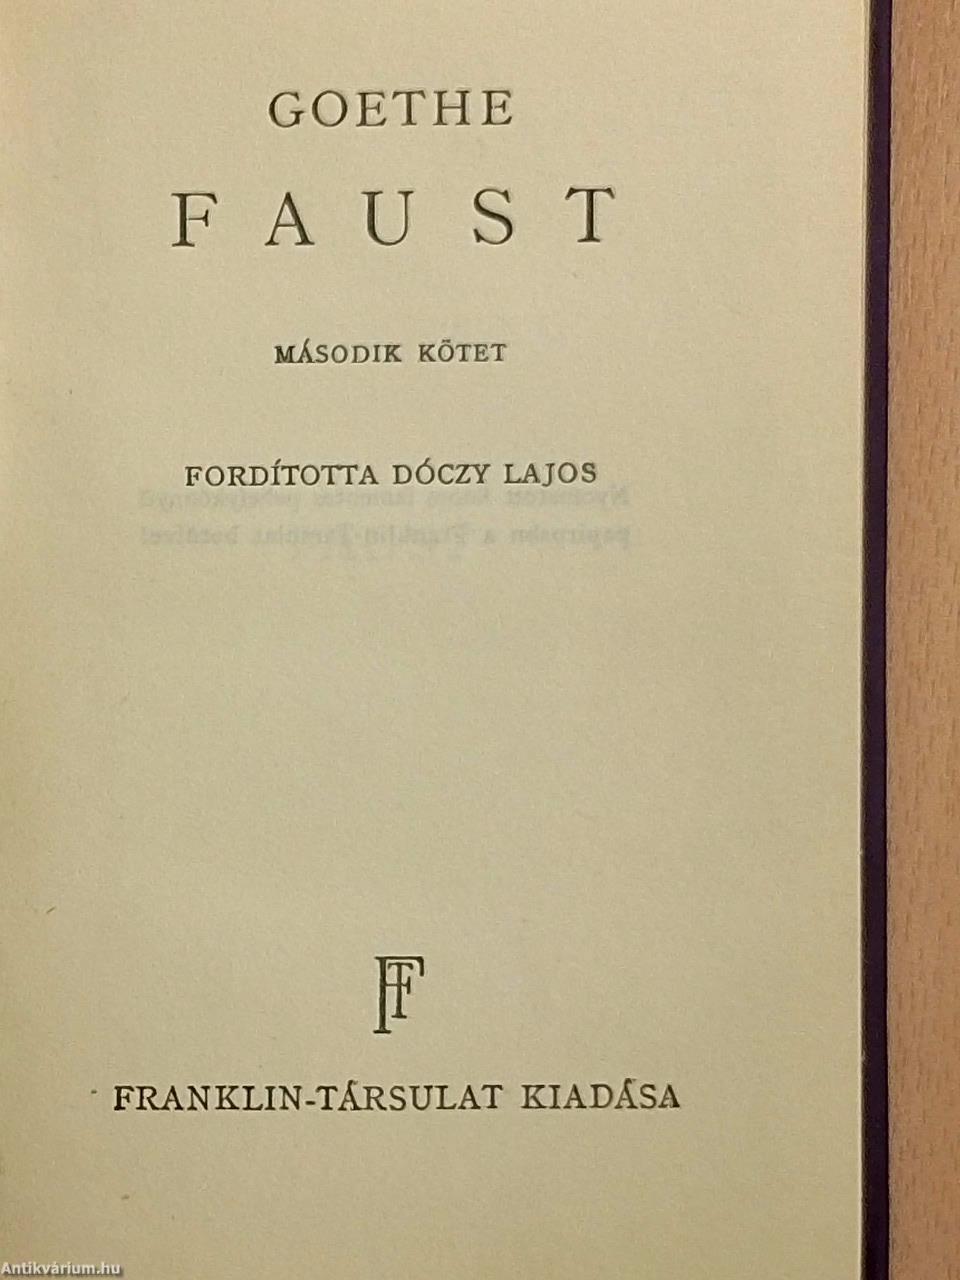 GOETHE
FAUST
MÁSODIK KÖTET
FORDÍTOTTA DÓCZY LAJOS
FT
FRANKLIN-TÁRSULAT KIADÁSA
Antikvárium.hu